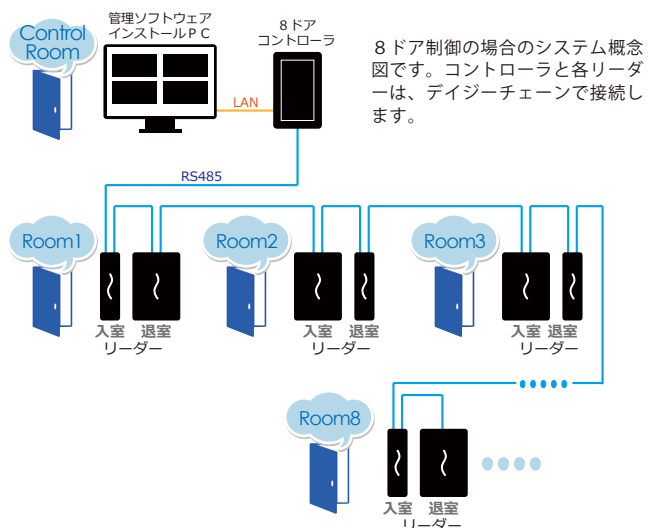 Control
Room
管理ソフトウェア
インストールＰＣ
８ドア
コントローラ
LAN
８ドア制御の場合のシステム概念
図です。コントローラと各リーダ
ーは、デイジーチェーンで接続し
ます。
RS485
Room1
入室 退室
リーダー
Room2
入室 退室
リーダー
Room3
入室 退室
リーダー
Room8
入室 退室
リーダー